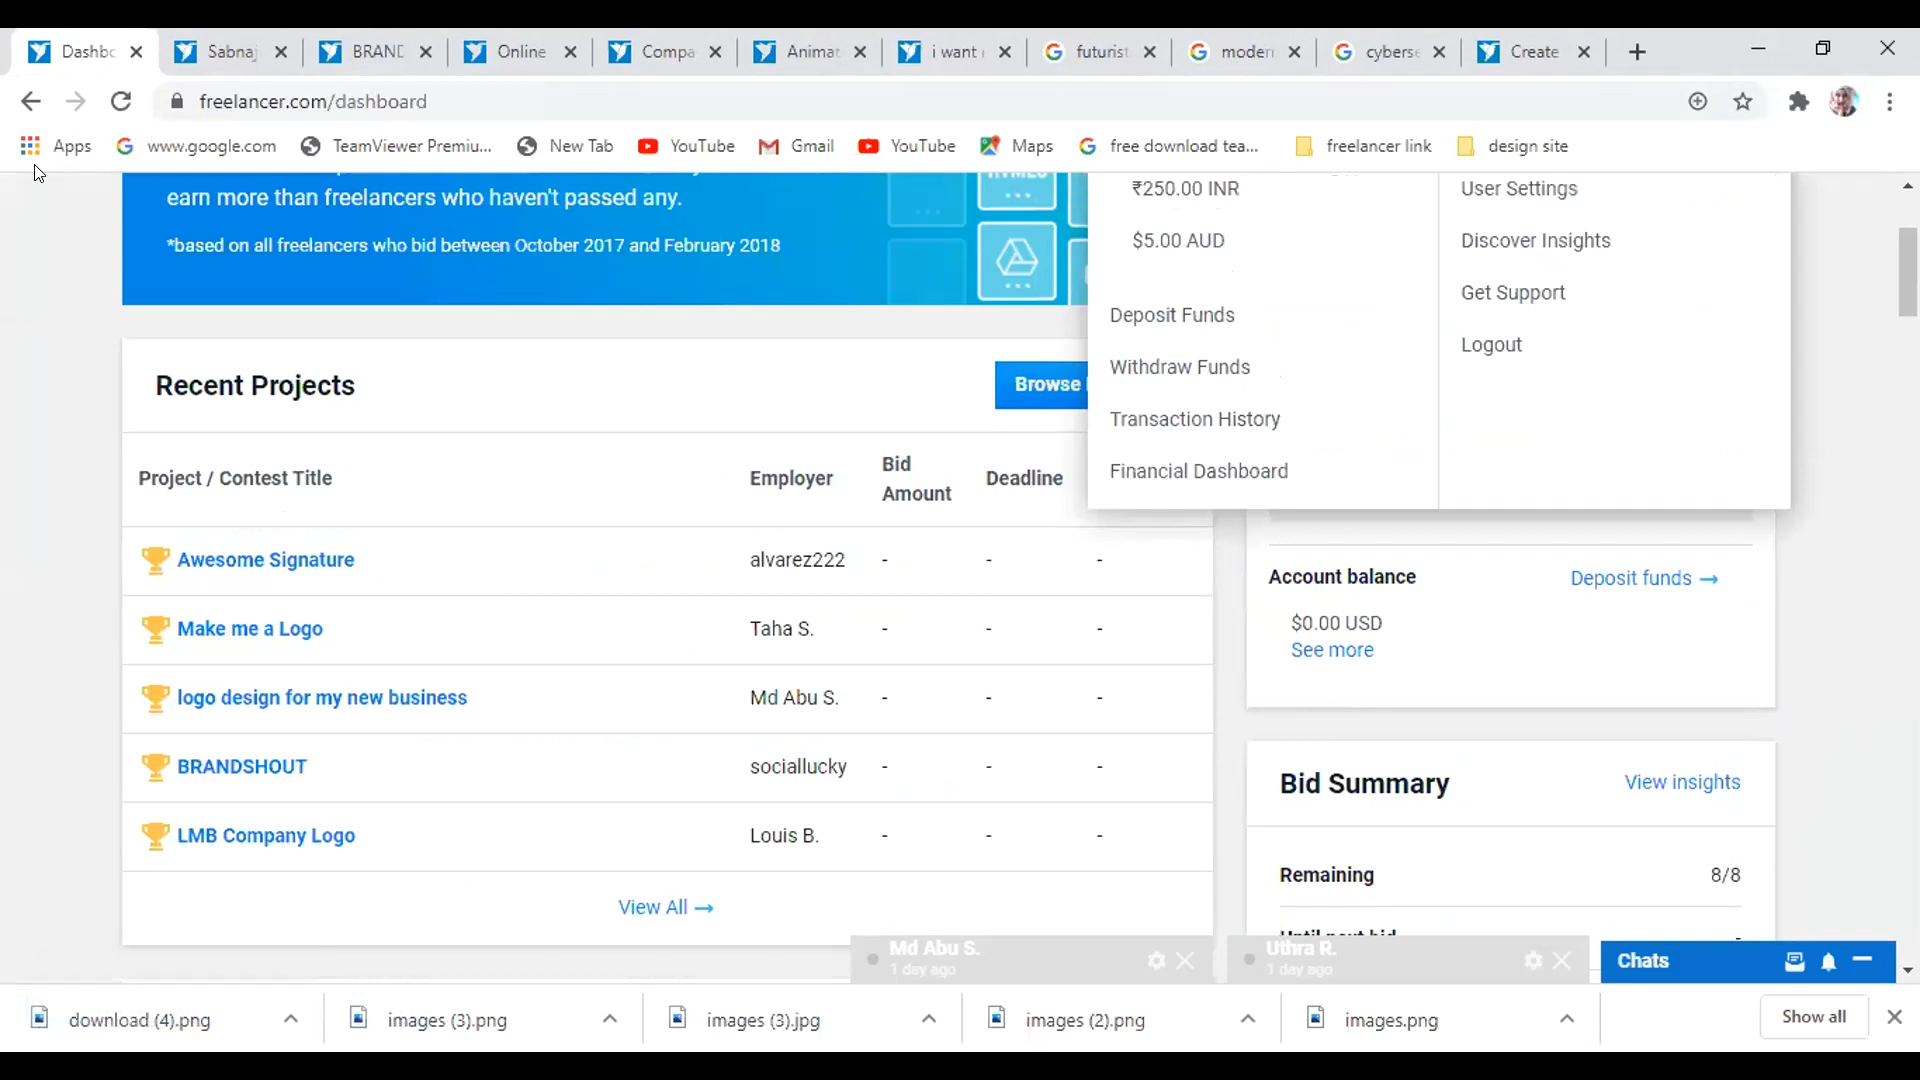 Dashbo
Sabnaj
BRAND
Online
Compa
Animat
i want
futurist
modern
cyberse
Create
freelancer.com/dashboard
Apps
www.google.com
TeamViewer Premiu...
New Tab
YouTube
Gmail
YouTube
Maps
free download tea...
freelancer link
design site
earn more than freelancers who haven't passed any.
*based on all freelancers who bid between October 2017 and February 2018
₹250.00 INR
$5.00 AUD
Deposit Funds
Withdraw Funds
Transaction History
Financial Dashboard
User Settings
Discover Insights
Get Support
Logout
Recent Projects
Browse
Project / Contest Title
Employer
Bid
Amount
Deadline
Awesome Signature alvarez222 - - -
Make me a Logo Taha S. - - -
logo design for my new business Md Abu S. - - -
BRANDSHOUT sociallucky - - -
LMB Company Logo Louis B. - - -
View All →
Account balance
Deposit funds →
$0.00 USD
See more
Bid Summary
View insights
Remaining 8/8
Until next bid -
Md Abu S.
1 day ago
Uthra R.
1 day ago
Chats
download (4).png
images (3).png
images (3).jpg
images (2).png
images.png
Show all